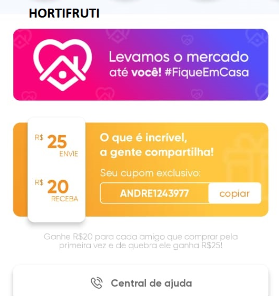 HORTIFRUTI
Levamos o mercado
até você! #FiqueEmCasa
R$ 25
ENVIE
R$ 20
RECEBA
O que é incrível,
a gente compartilha!
Seu cupom exclusivo:
ANDRE1243977 copiar
Ganhe R$20 para cada amigo que comprar pela
primeira vez e de quebra ele ganha R$25!
Central de ajuda